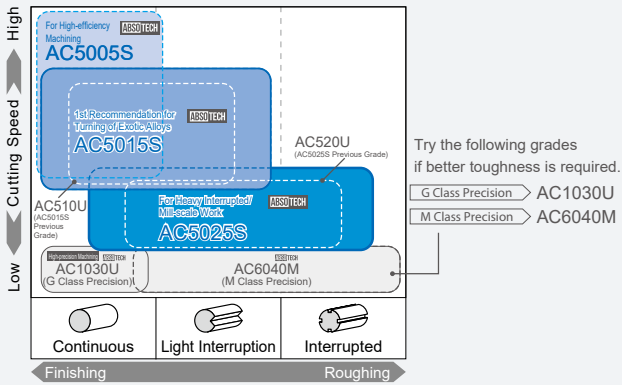 High
Cutting Speed
Low
For High-efficiency
Machining
ABSOTECH
AC5005S
1st Recommendation for
Turning of Exotic Alloys
ABSOTECH
AC5015S
AC520U
(AC5025S Previous Grade)
AC510U
(AC5015S
Previous
Grade)
For Heavy Interrupted/
Mill-scale Work
ABSOTECH
AC5025S
High-precision Machining ABSOTECH
AC1030U
(G Class Precision)
ABSOTECH
AC6040M
(M Class Precision)
Try the following grades
if better toughness is required.
G Class Precision AC1030U
M Class Precision AC6040M
Continuous
Light Interruption
Interrupted
Finishing
Roughing